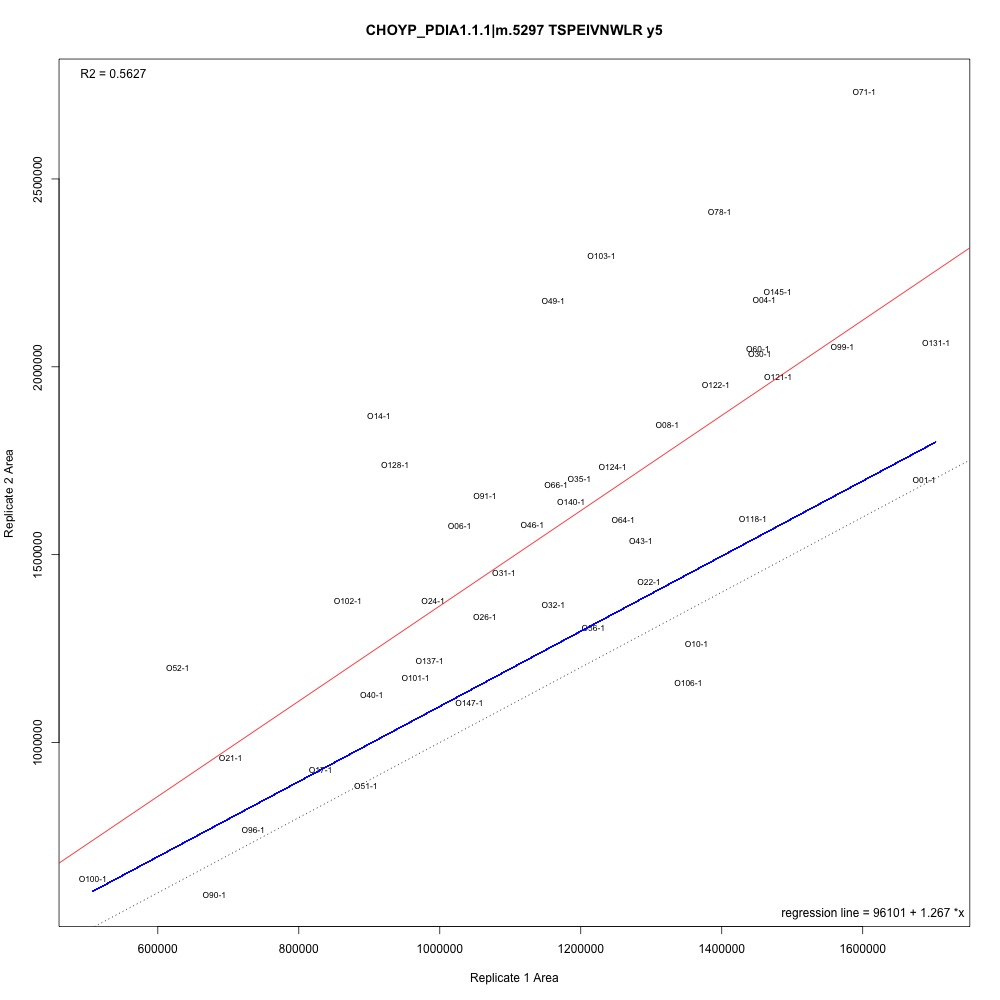 CHOYP_PDIA1.1.1|m.5297 TSPEIVNWLR y5
R2 = 0.5627
O71-1
O78-1
O103-1
O145-1
O49-1
O04-1
O131-1
O60-1
O99-1
O30-1
O121-1
O122-1
O14-1
O08-1
O128-1
O124-1
O35-1
O01-1
O66-1
O91-1
O140-1
O64-1
O118-1
O46-1
O06-1
O43-1
O31-1
O22-1
O102-1
O24-1
O32-1
O26-1
O36-1
O10-1
O137-1
O52-1
O101-1
O106-1
O40-1
O147-1
O21-1
O17-1
O51-1
O96-1
O100-1
O90-1
regression line = 96101 + 1.267 *x
2500000
2000000
1500000
1000000
Replicate 2 Area
600000
800000
1000000
1200000
1400000
1600000
Replicate 1 Area